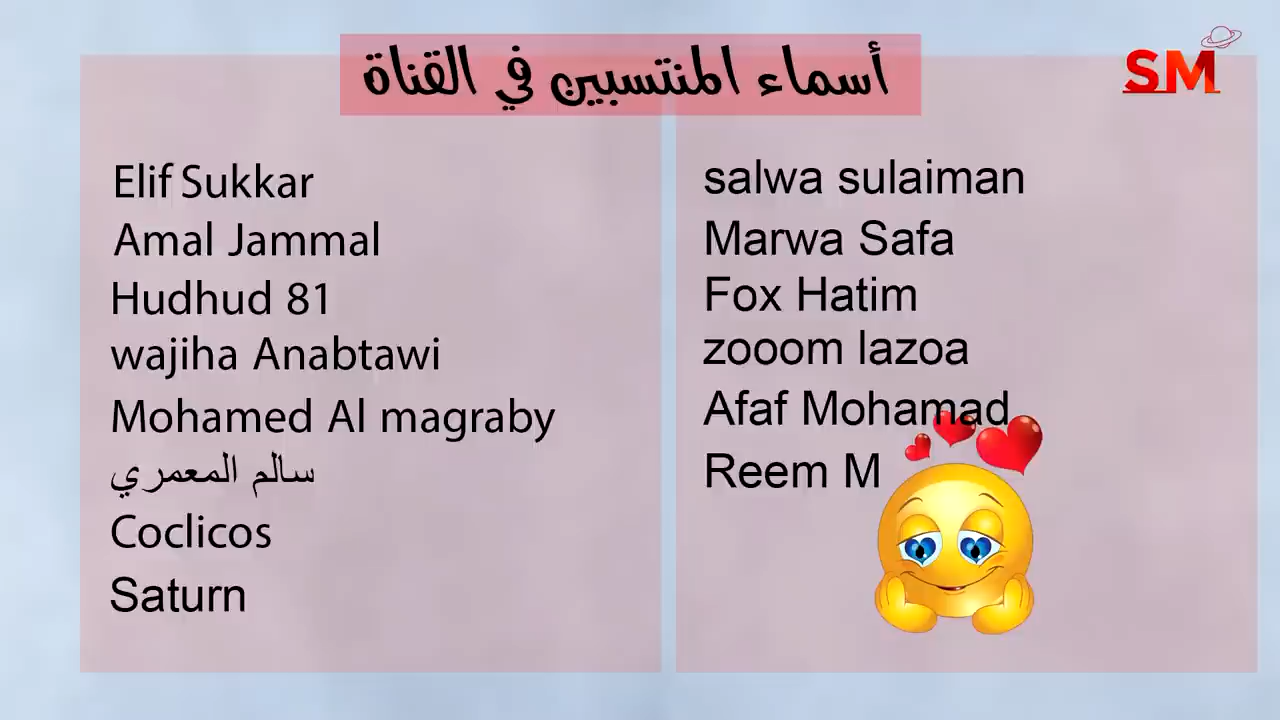 أسماء المنتسبين في القناة
SM
Elif Sukkar
Amal Jammal
Hudhud 81
wajiha Anabtawi
Mohamed Al magraby
سالم المعمري
Coclicos
Saturn
salwa sulaiman
Marwa Safa
Fox Hatim
zooom lazoa
Afaf Mohamad
Reem M